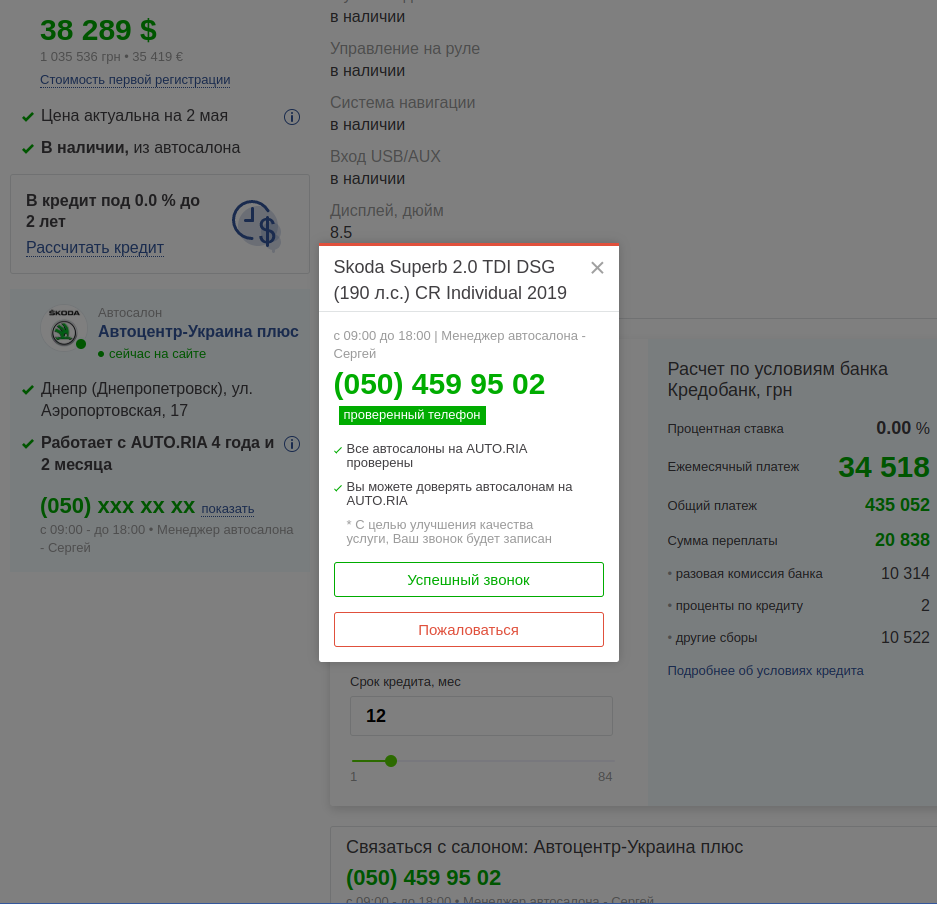 38 289 $
1 035 536 грн • 35 419 €
Стоимость первой регистрации
Цена актуальна на 2 мая
В наличии, из автосалона
В кредит под 0.0 % до
2 лет
Рассчитать кредит
ŠKODA
Автосалон
Автоцентр-Украина плюс
сейчас на сайте
Днепр (Днепропетровск), ул.
Аэропортовская, 17
Работает с AUTO.RIA 4 года и
2 месяца
(050) xxx xx xx показать
с 09:00 - до 18:00 • Менеджер автосалона
- Сергей
в наличии
Управление на руле
в наличии
Система навигации
в наличии
Вход USB/AUX
в наличии
Дисплей, дюйм
8.5
Skoda Superb 2.0 TDI DSG
(190 л.с.) CR Individual 2019
с 09:00 до 18:00 | Менеджер автосалона -
Сергей
(050) 459 95 02
проверенный телефон
Все автосалоны на AUTO.RIA
проверены
Вы можете доверять автосалонам на
AUTO.RIA
* С целью улучшения качества
услуги, Ваш звонок будет записан
Успешный звонок
Пожаловаться
Срок кредита, мес
12
1 84
Расчет по условиям банка
Кредобанк, грн
Процентная ставка 0.00 %
Ежемесячный платеж 34 518
Общий платеж 435 052
Сумма переплаты 20 838
• разовая комиссия банка 10 314
• проценты по кредиту 2
• другие сборы 10 522
Подробнее об условиях кредита
Связаться с салоном: Автоцентр-Украина плюс
(050) 459 95 02
с 09:00 - до 18:00 • Менеджер автосалона - Сергей